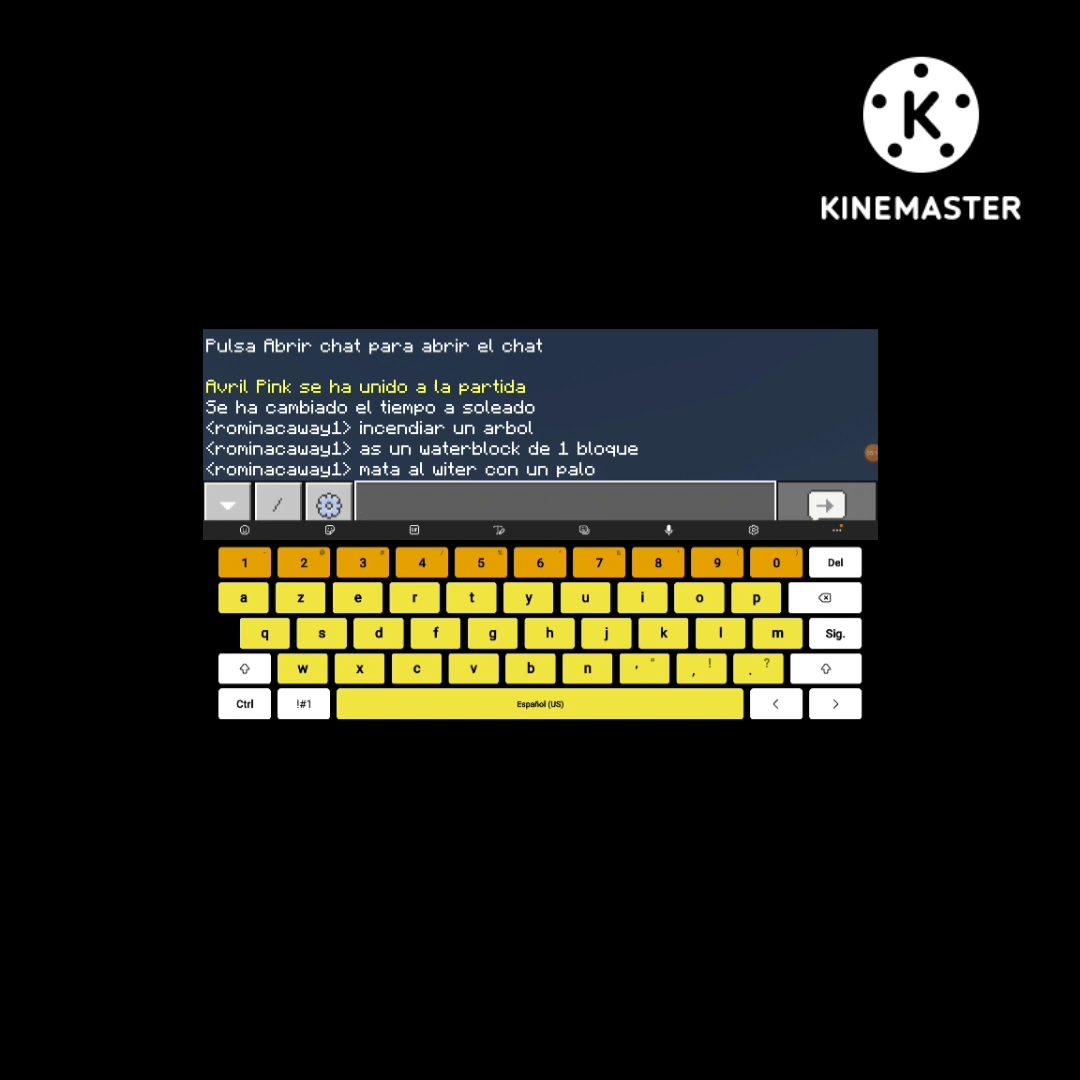 K
KINEMASTER
Pulsa Abrir chat para abrir el chat
Avril Pink se ha unido a la partida
Se ha cambiado el tiempo a soleado
<rominacaway1> incendiar un arbol
<rominacaway1> as un waterblock de 1 bloque
<rominacaway1> mata al witer con un palo
/
1 2 3 4 5 6 7 8 9 0 Del
a z e r t y u i o p
q s d f g h j k l m Sig.
w x c v b n ' " , ! . ?
Ctrl !#1 Español (US) < >